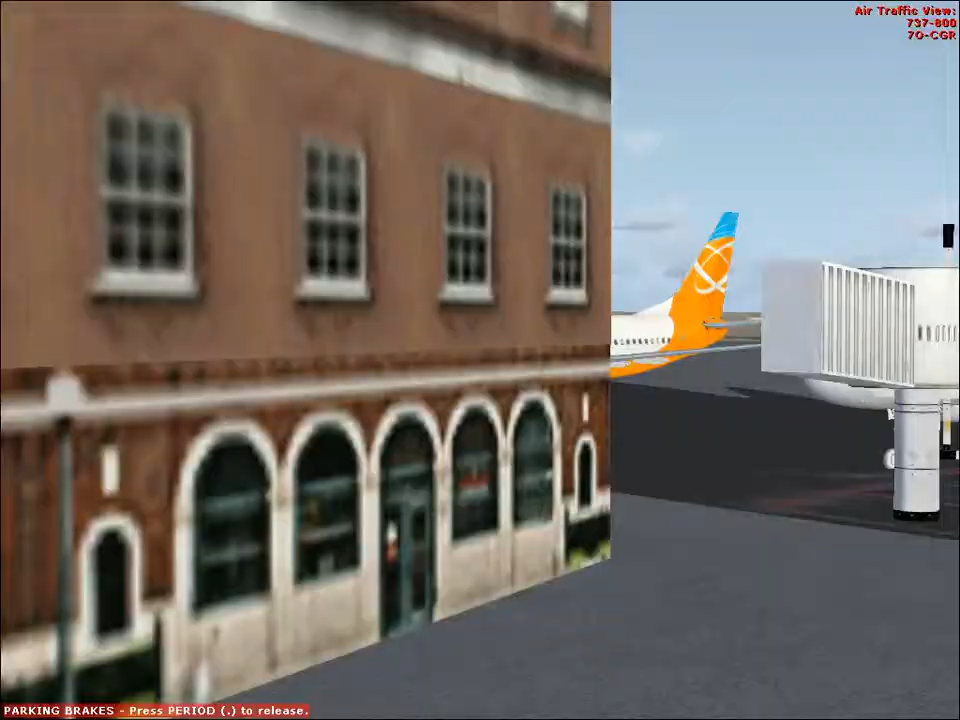 Air Traffic View:
737-800
7O-CGR
PARKING BRAKES - Press PERIOD (.) to release.